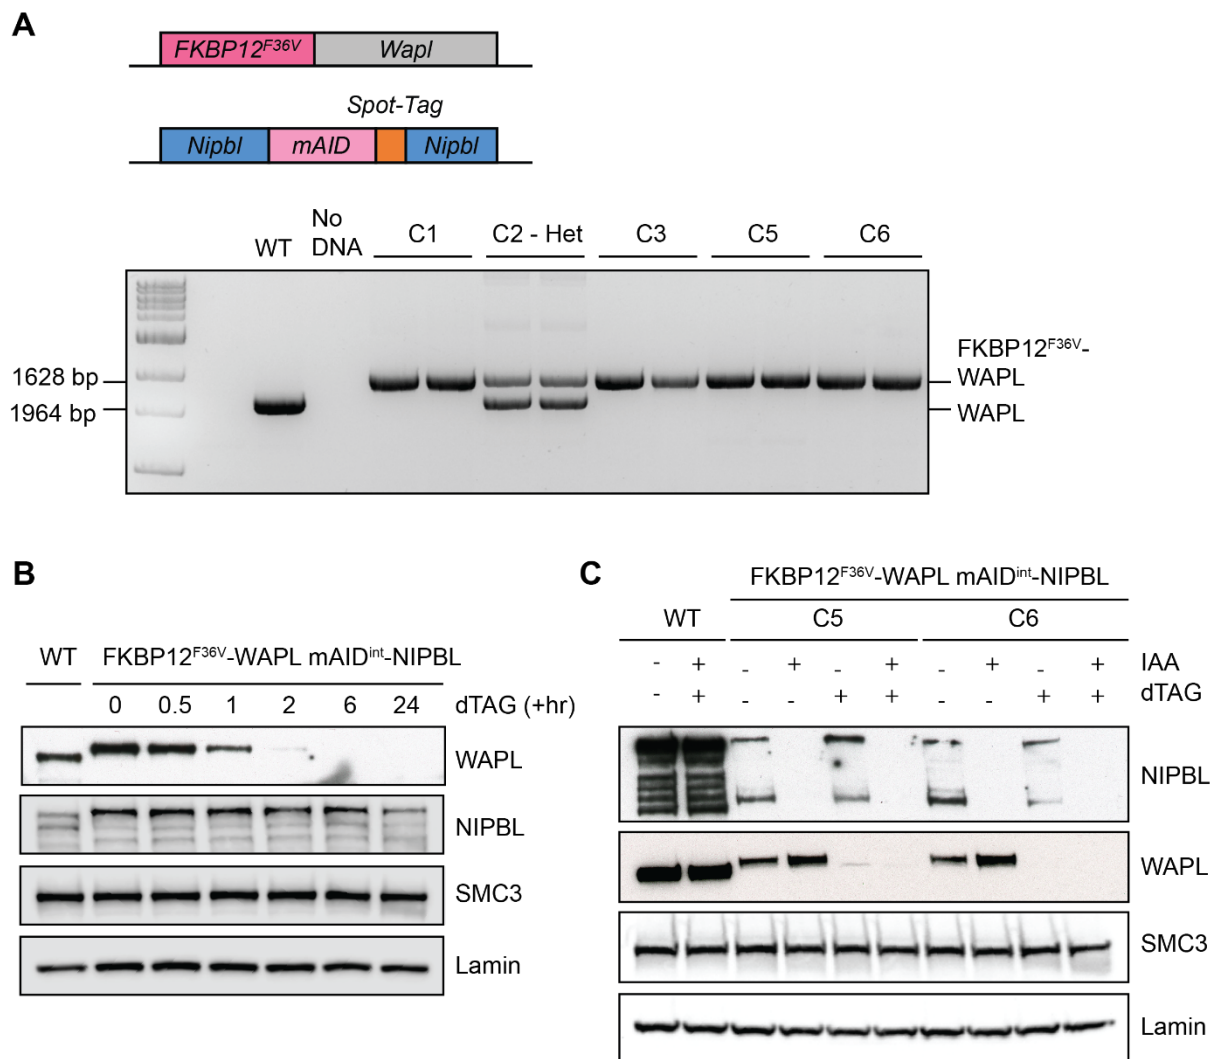 A
FKBP12F36V Wapl
Spot-Tag
Nipbl mAID Nipbl
WT No DNA C1 C2 - Het C3 C5 C6
1628 bp
1964 bp
FKBP12F36V-
WAPL
WAPL
B
WT FKBP12F36V-WAPL mAIDint-NIPBL
0 0.5 1 2 6 24 dTAG (+hr)
WAPL
NIPBL
SMC3
Lamin
C
FKBP12F36V-WAPL mAIDint-NIPBL
WT C5 C6
- + - + - + - + - + IAA
- + - - + + - - + + dTAG
NIPBL
WAPL
SMC3
Lamin